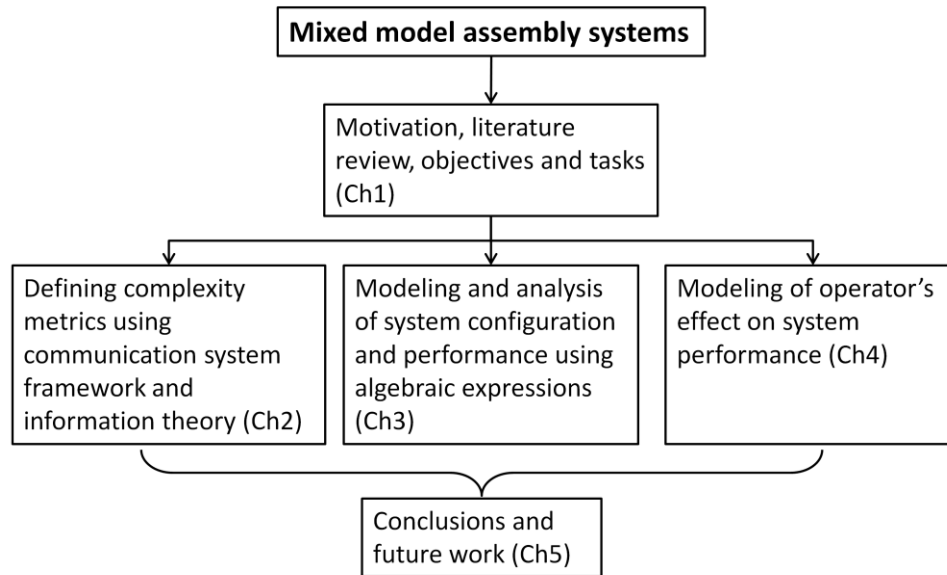 Mixed model assembly systems
Motivation, literature
review, objectives and tasks
(Ch1)
Defining complexity
metrics using
communication system
framework and
information theory (Ch2)
Modeling and analysis
of system configuration
and performance using
algebraic expressions
(Ch3)
Modeling of operator's
effect on system
performance (Ch4)
Conclusions and
future work (Ch5)